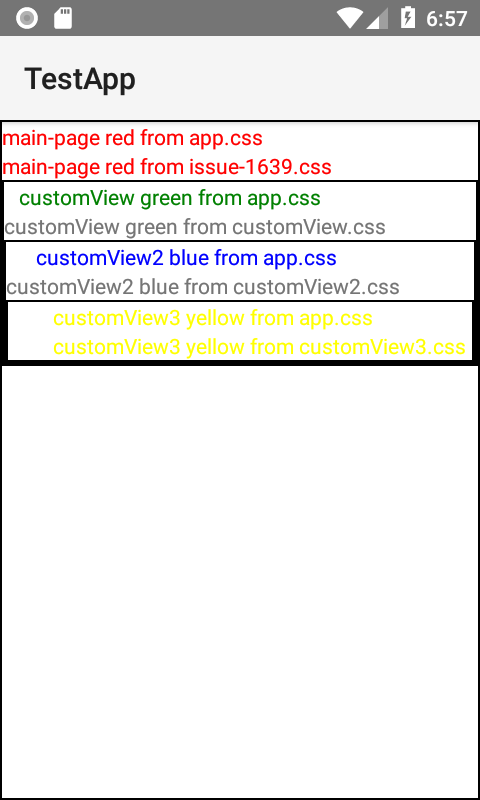 6:57
TestApp
main-page red from app.css
main-page red from issue-1639.css
customView green from app.css
customView green from customView.css
customView2 blue from app.css
customView2 blue from customView2.css
customView3 yellow from app.css
customView3 yellow from customView3.css